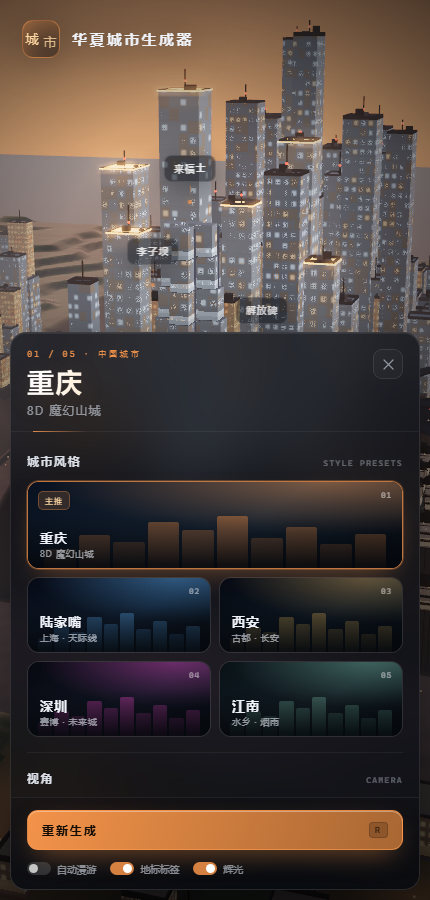 城市
华夏城市生成器
来福士
李子坝
解放碑
01 / 05 · 中国城市
重庆
8D 魔幻山城
城市风格
STYLE PRESETS
主推
01
重庆
8D 魔幻山城
02
陆家嘴
上海 · 天际线
03
西安
古都 · 长安
04
深圳
赛博 · 未来城
05
江南
水乡 · 烟雨
视角
CAMERA
重新生成
R
自动漫游
地标标签
辉光